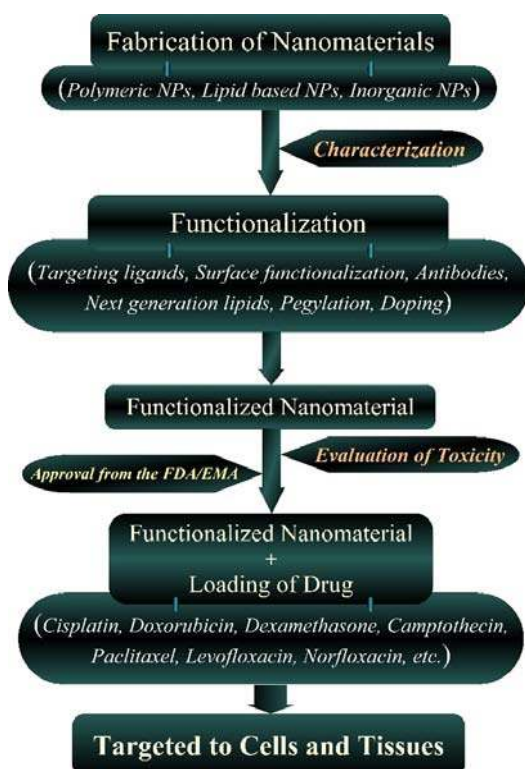 Fabrication of Nanomaterials
(Polymeric NPs, Lipid based NPs, Inorganic NPs)
Characterization
Functionalization
(Targeting ligands, Surface functionalization, Antibodies,
Next generation lipids, Pegylation, Doping)
Functionalized Nanomaterial
Evaluation of Toxicity
Approval from the FDA/EMA
Functionalized Nanomaterial
+
Loading of Drug
(Cisplatin, Doxorubicin, Dexamethasone, Camptothecin,
Paclitaxel, Levofloxacin, Norfloxacin, etc.)
Targeted to Cells and Tissues